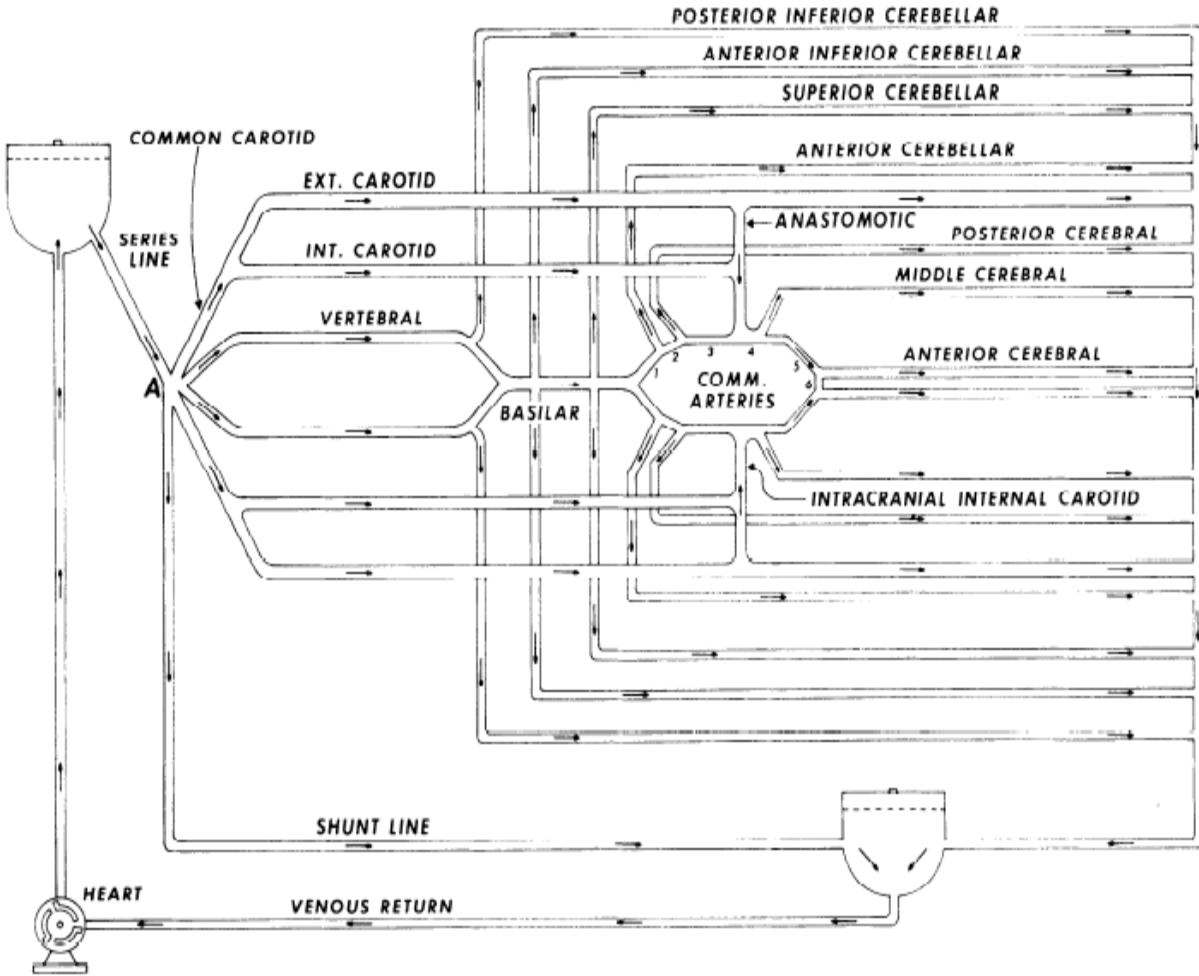 POSTERIOR INFERIOR CEREBELLAR
ANTERIOR INFERIOR CEREBELLAR
SUPERIOR CEREBELLAR
COMMON CAROTID
ANTERIOR CEREBELLAR
EXT. CAROTID
ANASTOMOTIC
POSTERIOR CEREBRAL
SERIES
LINE
INT. CAROTID
MIDDLE CEREBRAL
VERTEBRAL
2 3 4
ANTERIOR CEREBRAL
1 5
A
COMM.
6
ARTERIES
BASILAR
INTRACRANIAL INTERNAL CAROTID
SHUNT LINE
HEART
VENOUS RETURN